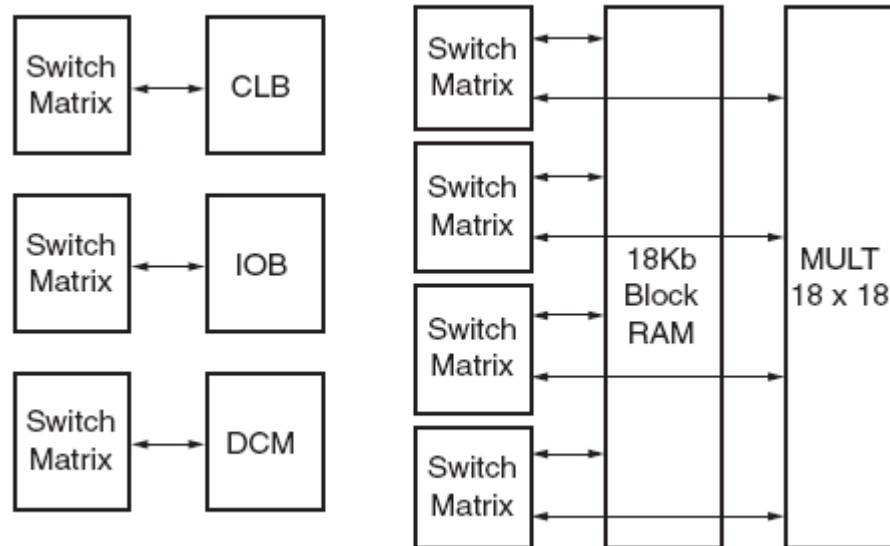 Switch
Matrix
CLB
Switch
Matrix
IOB
Switch
Matrix
DCM
Switch
Matrix
Switch
Matrix
Switch
Matrix
Switch
Matrix
18Kb
Block
RAM
MULT
18 x 18